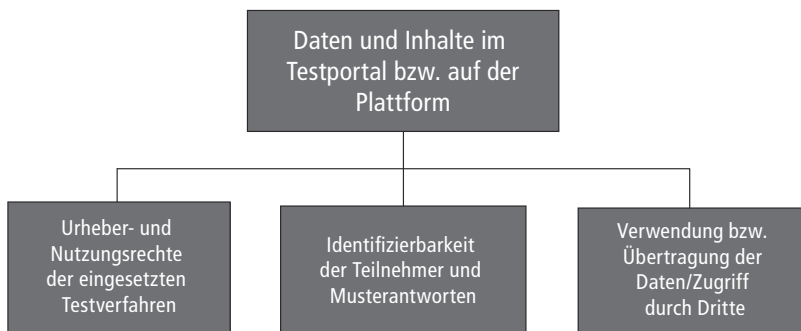 Daten und Inhalte im
Testportal bzw. auf der
Plattform
Urheber- und
Nutzungsrechte
der eingesetzten
Testverfahren
Identifizierbarkeit
der Teilnehmer und
Musterantworten
Verwendung bzw.
Übertragung der
Daten/Zugriff
durch Dritte